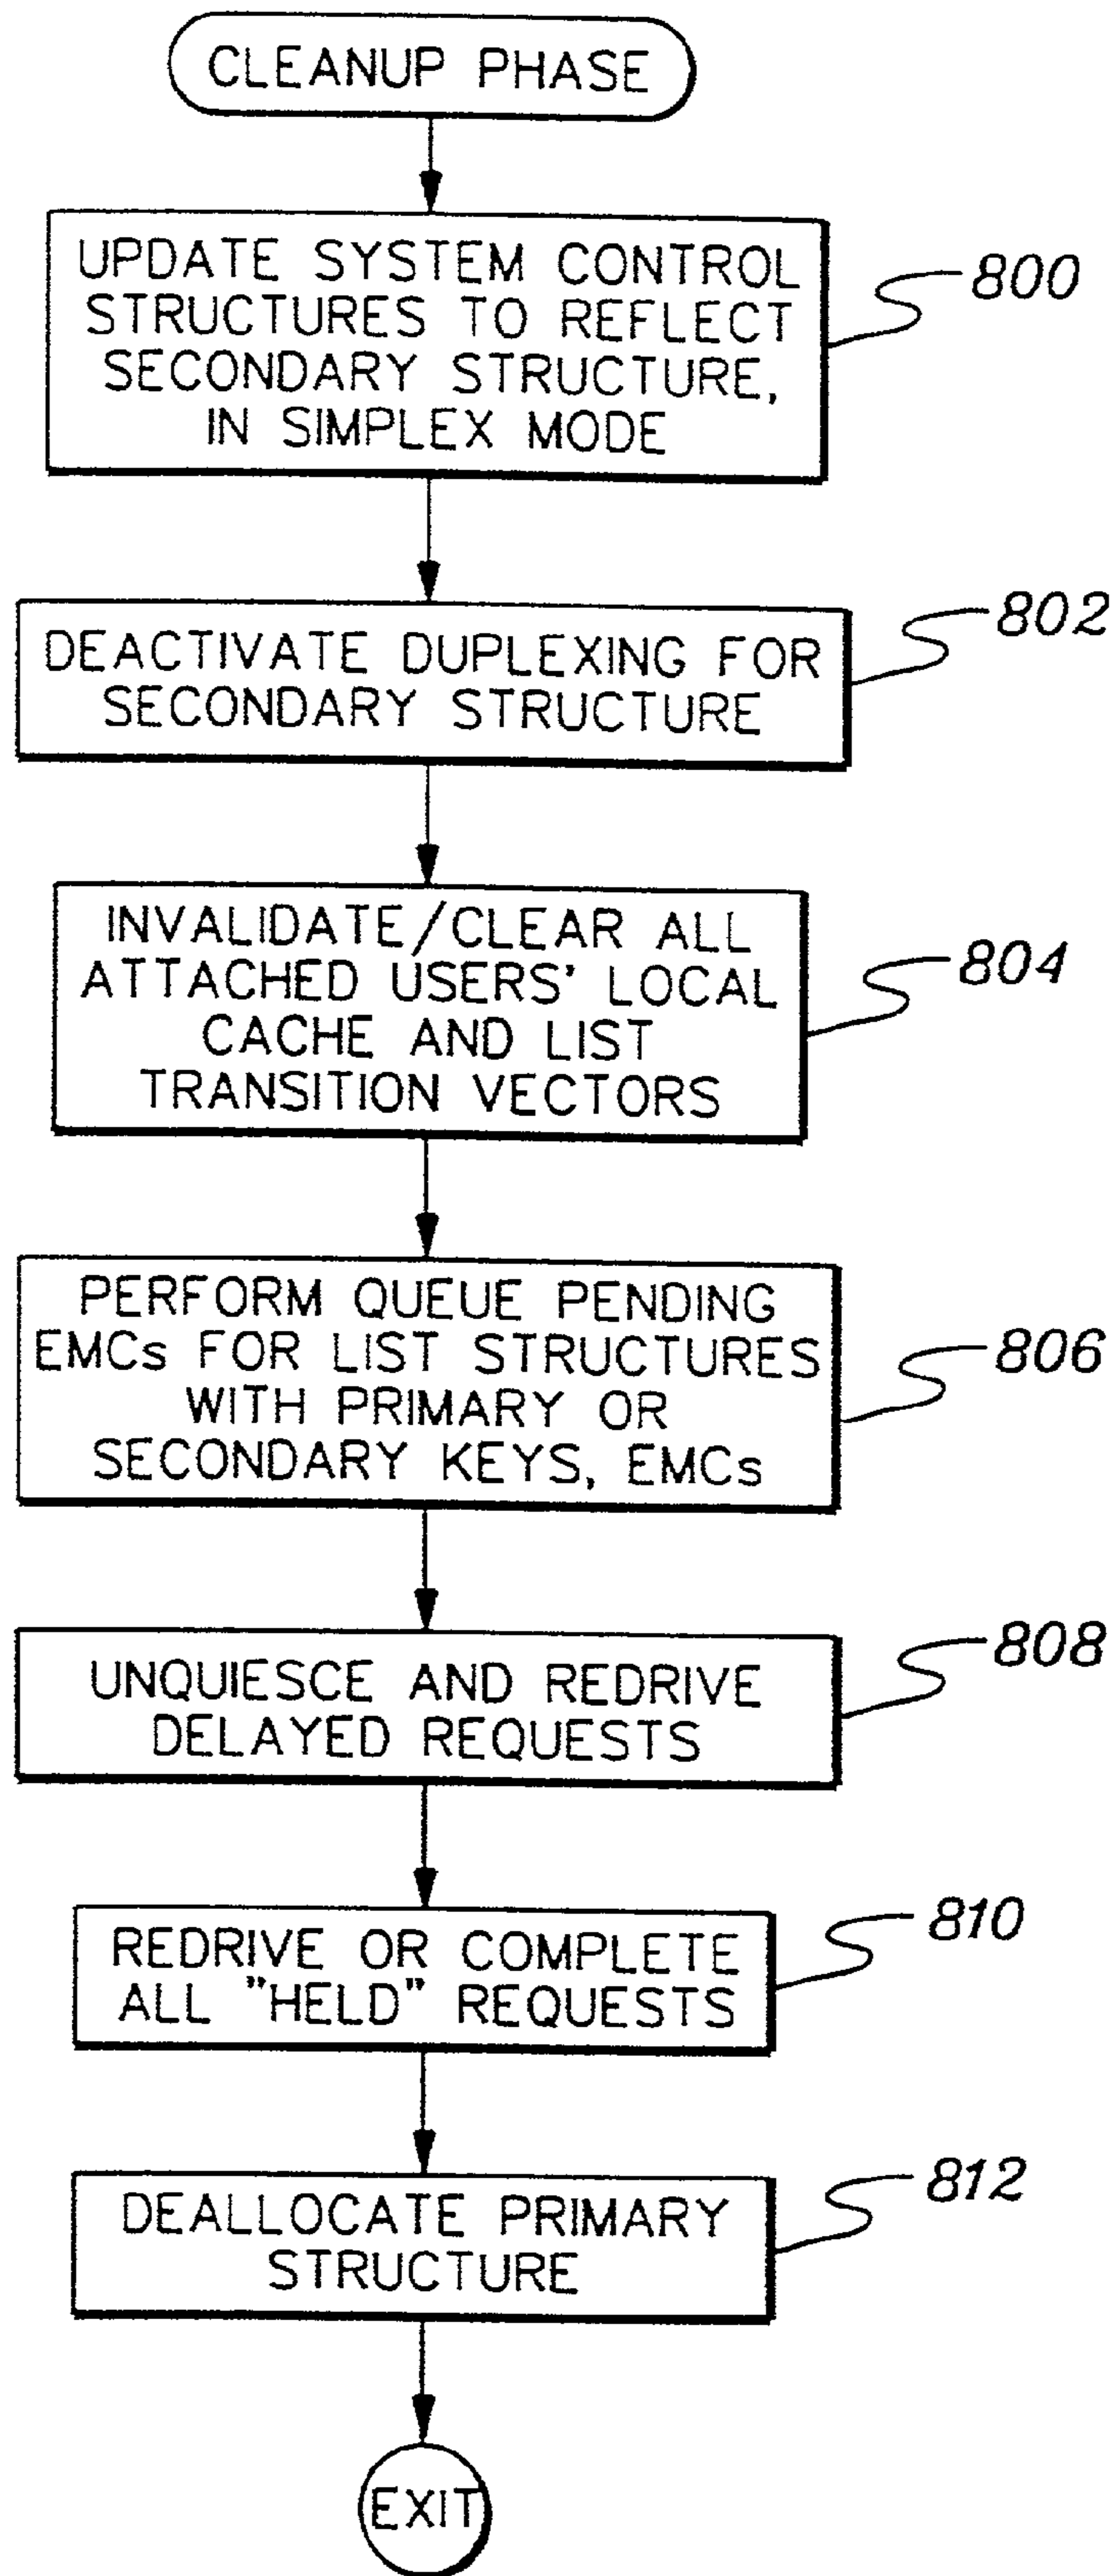 CLEANUP PHASE
UPDATE SYSTEM CONTROL
STRUCTURES TO REFLECT
SECONDARY STRUCTURE,
IN SIMPLEX MODE
800
DEACTIVATE DUPLEXING FOR
SECONDARY STRUCTURE
802
INVALIDATE/CLEAR ALL
ATTACHED USERS' LOCAL
CACHE AND LIST
TRANSITION VECTORS
804
PERFORM QUEUE PENDING
EMCs FOR LIST STRUCTURES
WITH PRIMARY OR
SECONDARY KEYS, EMCs
806
UNQUIESCE AND REDRIVE
DELAYED REQUESTS
808
REDRIVE OR COMPLETE
ALL "HELD" REQUESTS
810
DEALLOCATE PRIMARY
STRUCTURE
812
EXIT